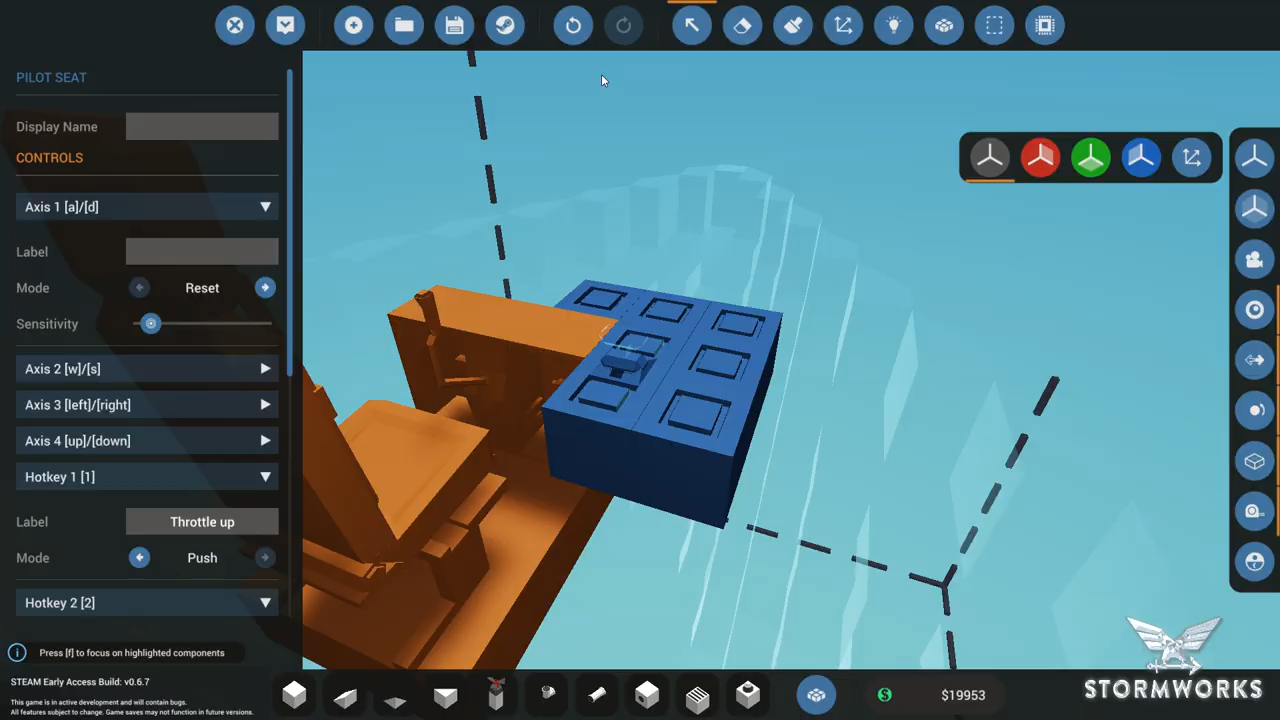 PILOT SEAT
Display Name
CONTROLS
Axis 1 [a]/[d]
Label
Mode Reset
Sensitivity
Axis 2 [w]/[s]
Axis 3 [left]/[right]
Axis 4 [up]/[down]
Hotkey 1 [1]
Label Throttle up
Mode Push
Hotkey 2 [2]
Press [f] to focus on highlighted components
STEAM Early Access Build: v0.6.7
This game is in active development and will contain bugs.
All features subject to change. Game saves may not function in future versions.
$ $19953
STORMWORKS